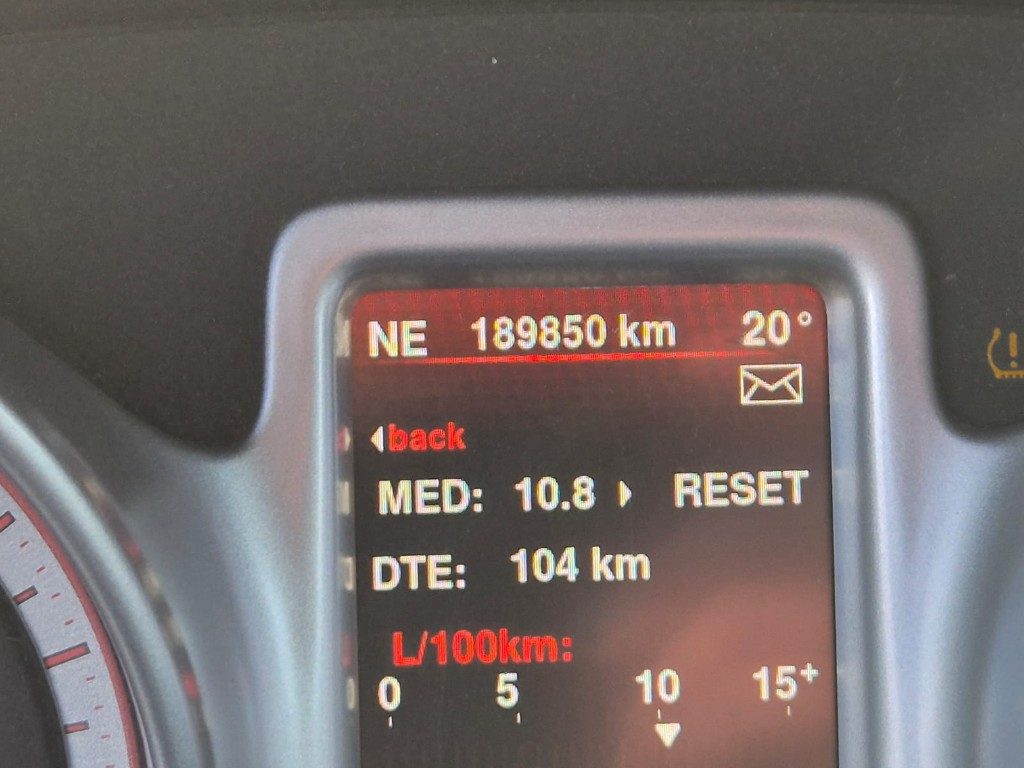 NE 189850 km 20°
back
MED: 10.8 RESET
DTE: 104 km
L/100km:
0 5 10 15+